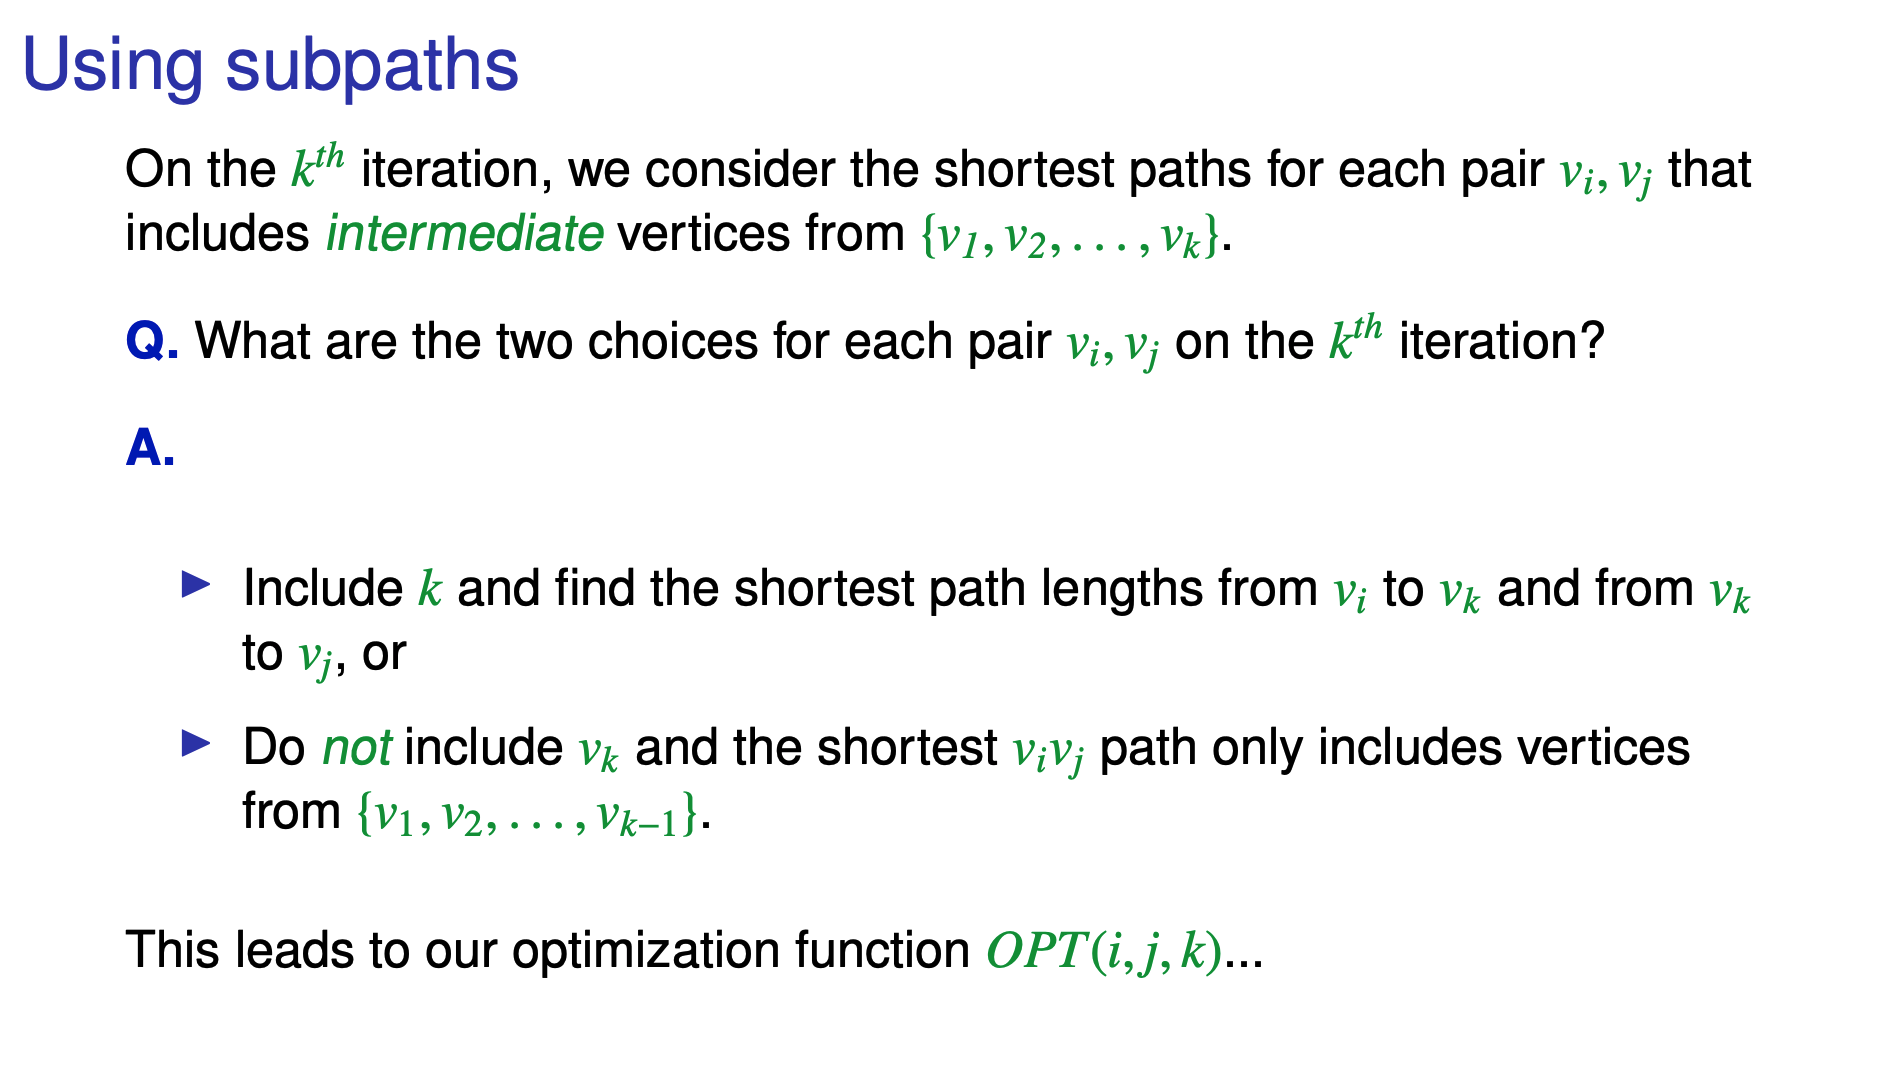 Using subpaths
On the k^th iteration, we consider the shortest paths for each pair v_i, v_j that
includes intermediate vertices from {v_1, v_2, . . . , v_k}.
Q. What are the two choices for each pair v_i, v_j on the k^th iteration?
A.
▶ Include k and find the shortest path lengths from v_i to v_k and from v_k
to v_j, or
▶ Do not include v_k and the shortest v_iv_j path only includes vertices
from {v_1, v_2, . . . , v_{k−1}}.
This leads to our optimization function OPT(i, j, k)...